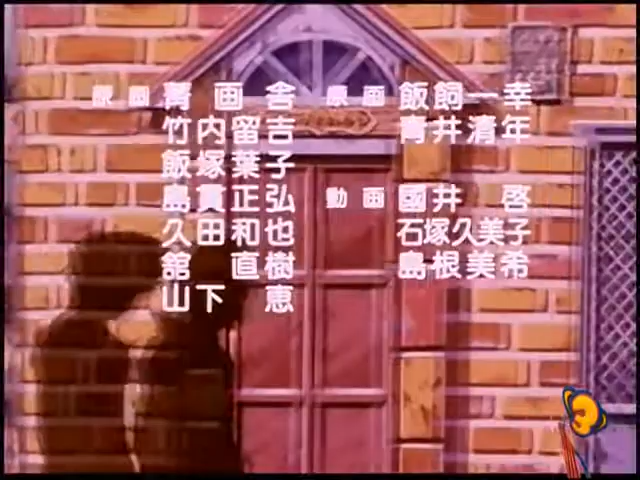 原画 青画舎 原画 飯飼一幸
竹内留吉 青井清年
飯塚葉子
島貫正弘 動画 國井 啓
久田和也 石塚久美子
舘 直樹 島根美希
山下 恵
3